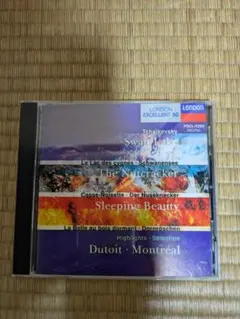 LONDON
EXCELLENT 50
LONDON
Tchaikovsky
Swan Lake
Le Lac des cygnes · Schwanensee
The Nutcracker
Casse-Noisette · Der Nussknacker
Sleeping Beauty
La Belle au bois dormant · Dornröschen
Highlights · Sélection
Dutoit · Montréal